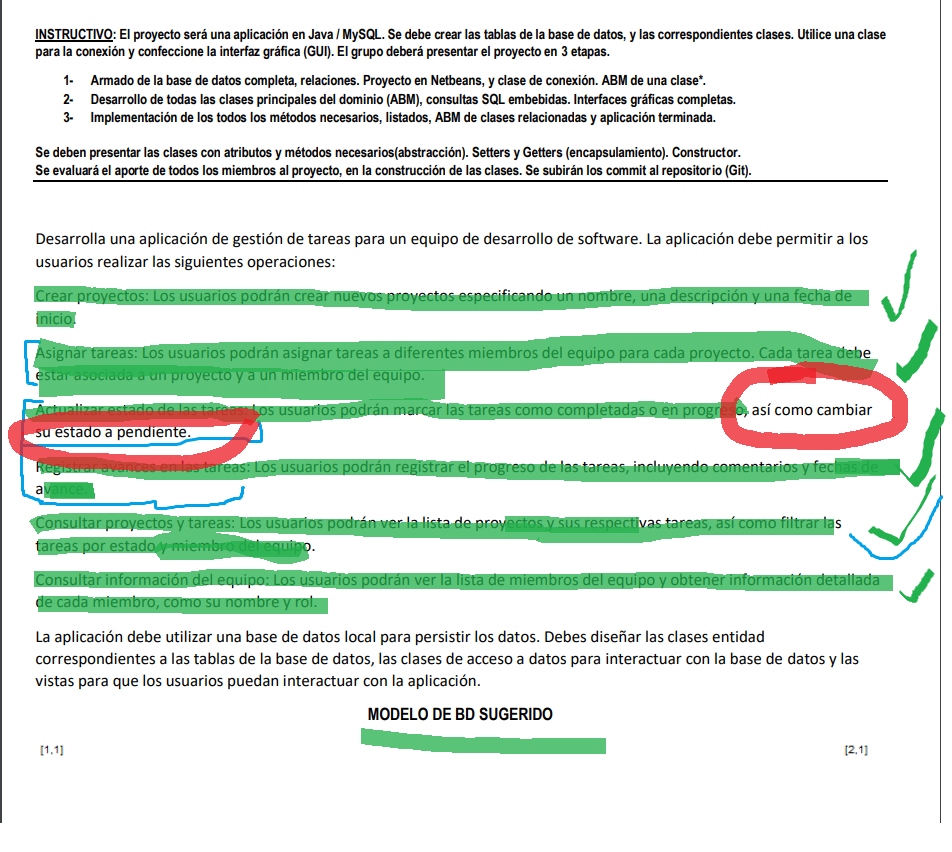 INSTRUCTIVO: El proyecto será una aplicación en Java / MySQL. Se debe crear las tablas de la base de datos, y las correspondientes clases. Utilice una clase
para la conexión y confeccione la interfaz gráfica (GUI). El grupo deberá presentar el proyecto en 3 etapas.
1- Armado de la base de datos completa, relaciones. Proyecto en Netbeans, y clase de conexión. ABM de una clase*.
2- Desarrollo de todas las clases principales del dominio (ABM), consultas SQL embebidas. Interfaces gráficas completas.
3- Implementación de los todos los métodos necesarios, listados, ABM de clases relacionadas y aplicación terminada.
Se deben presentar las clases con atributos y métodos necesarios(abstracción). Setters y Getters (encapsulamiento). Constructor.
Se evaluará el aporte de todos los miembros al proyecto, en la construcción de las clases. Se subirán los commit al repositorio (Git).
Desarrolla una aplicación de gestión de tareas para un equipo de desarrollo de software. La aplicación debe permitir a los
usuarios realizar las siguientes operaciones:
Crear proyectos: Los usuarios podrán crear nuevos proyectos especificando un nombre, una descripción y una fecha de
inicio.
Asignar tareas: Los usuarios podrán asignar tareas a diferentes miembros del equipo para cada proyecto. Cada tarea debe
estar asociada a un proyecto y a un miembro del equipo.
Actualizar estado de las tareas: Los usuarios podrán marcar las tareas como completadas o en progreso, así como cambiar
su estado a pendiente.
Registrar avances en las tareas: Los usuarios podrán registrar el progreso de las tareas, incluyendo comentarios y fechas de
avance.
Consultar proyectos y tareas: Los usuarios podrán ver la lista de proyectos y sus respectivas tareas, así como filtrar las
tareas por estado y miembro del equipo.
Consultar información del equipo: Los usuarios podrán ver la lista de miembros del equipo y obtener información detallada
de cada miembro, como su nombre y rol.
La aplicación debe utilizar una base de datos local para persistir los datos. Debes diseñar las clases entidad
correspondientes a las tablas de la base de datos, las clases de acceso a datos para interactuar con la base de datos y las
vistas para que los usuarios puedan interactuar con la aplicación.
MODELO DE BD SUGERIDO
[1,1] [2,1]